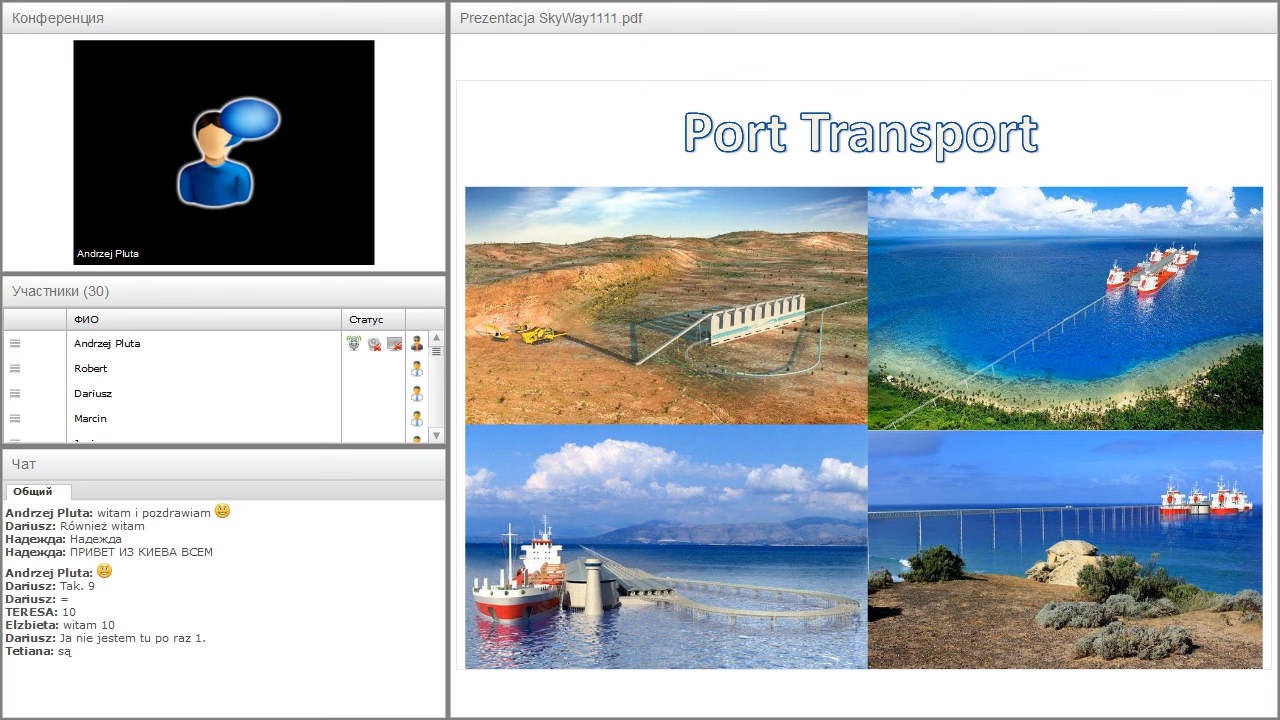 Конференция
Andrzej Pluta
Участники (30)
ФИО Статус
Andrzej Pluta
Robert
Dariusz
Marcin
Чат
Общий
Andrzej Pluta: witam i pozdrawiam
Dariusz: Również witam
Надежда: Надежда
Надежда: ПРИВЕТ ИЗ КИЕВА ВСЕМ
Andrzej Pluta:
Dariusz: Tak. 9
Dariusz: =
TERESA: 10
Elzbieta: witam 10
Dariusz: Ja nie jestem tu po raz 1.
Tetiana: są
Prezentacja SkyWay1111.pdf
Port Transport